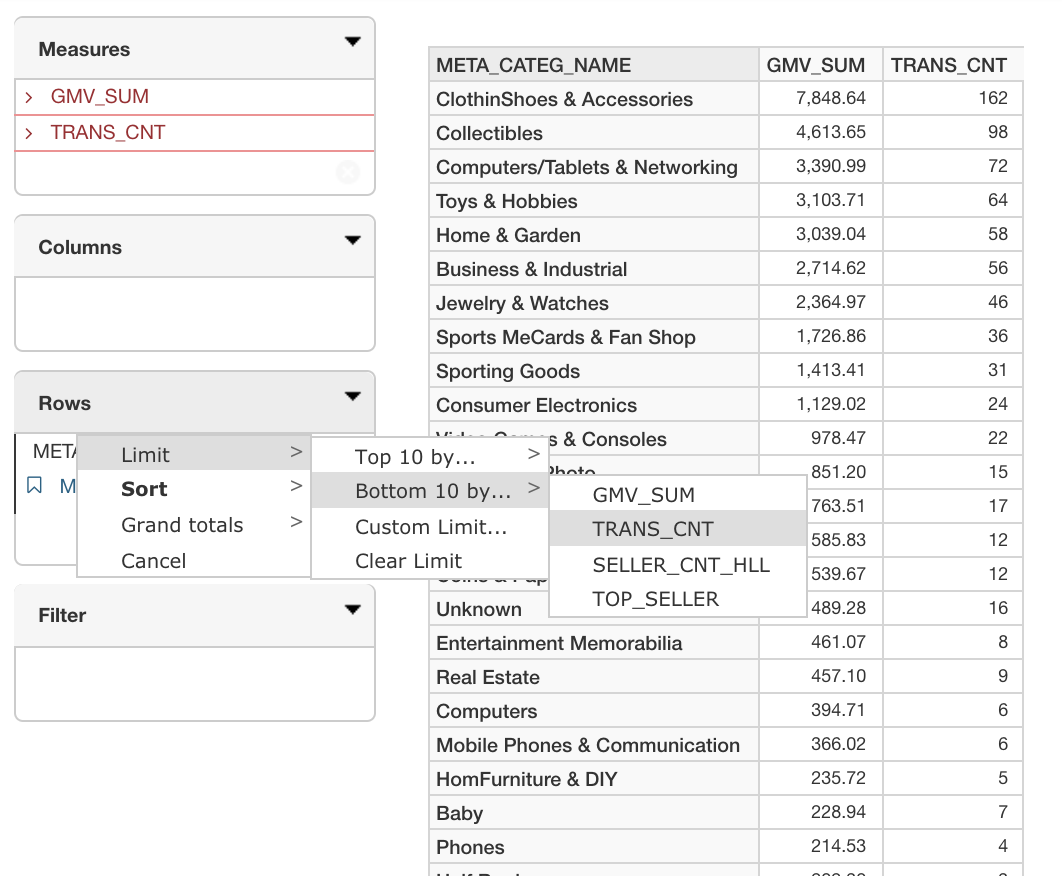 Measures
> GMV_SUM
> TRANS_CNT
Columns
Rows
META
M
Limit >
Sort >
Grand totals >
Cancel
Top 10 by... >
Bottom 10 by... >
Custom Limit...
Clear Limit
GMV_SUM
TRANS_CNT
SELLER_CNT_HLL
TOP_SELLER
Filter
META_CATEG_NAME GMV_SUM TRANS_CNT
ClothinShoes & Accessories 7,848.64 162
Collectibles 4,613.65 98
Computers/Tablets & Networking 3,390.99 72
Toys & Hobbies 3,103.71 64
Home & Garden 3,039.04 58
Business & Industrial 2,714.62 56
Jewelry & Watches 2,364.97 46
Sports MeCards & Fan Shop 1,726.86 36
Sporting Goods 1,413.41 31
Consumer Electronics 1,129.02 24
Video Games & Consoles 978.47 22
Photo 851.20 15
763.51 17
585.83 12
539.67 12
Unknown 489.28 16
Entertainment Memorabilia 461.07 8
Real Estate 457.10 9
Computers 394.71 6
Mobile Phones & Communication 366.02 6
HomFurniture & DIY 235.72 5
Baby 228.94 7
Phones 214.53 4